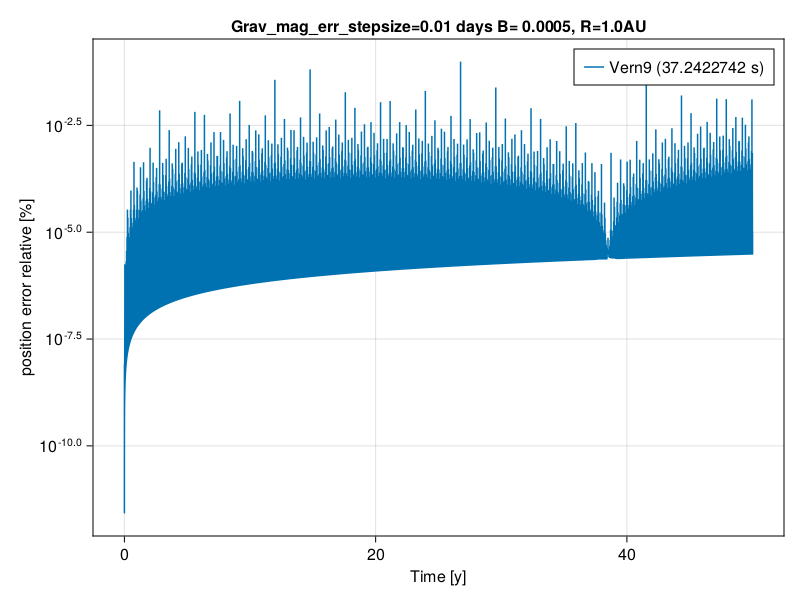 Grav_mag_err_stepsize=0.01 days B= 0.0005, R=1.0AU
Vern9 (37.2422742 s)
position error relative [%]
10-2.5
10-5.0
10-7.5
10-10.0
0
20
40
Time [y]